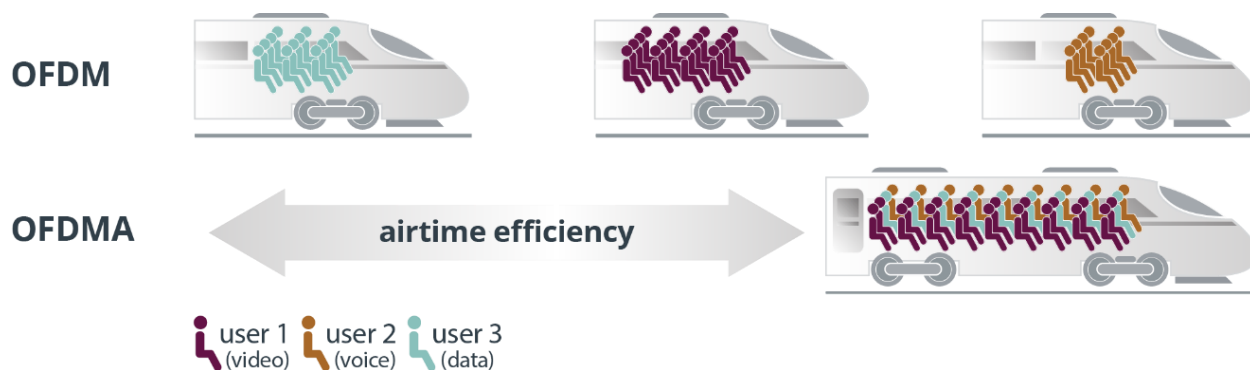 OFDM
OFDMA
airtime efficiency
user 1 user 2 user 3
(video) (voice) (data)